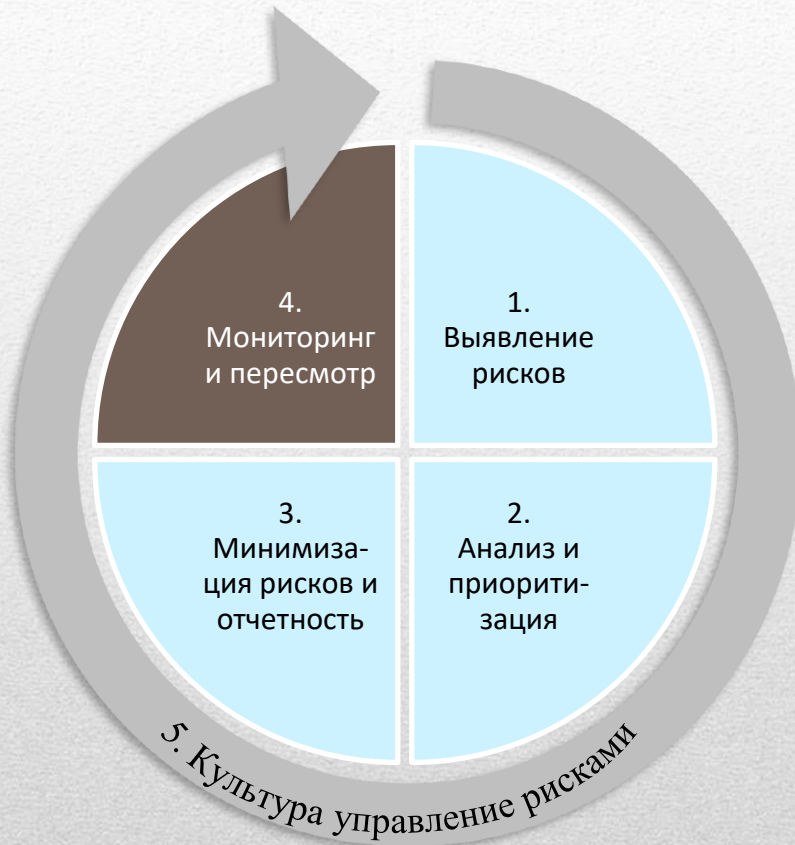 4.
Мониторинг
и пересмотр
1.
Выявление
рисков
3.
Минимиза-
ция рисков и
отчетность
2.
Анализ и
приорити-
зация
5. Культура управление рисками